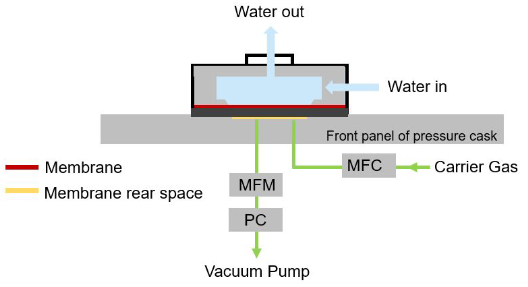 Water out
Water in
Front panel of pressure cask
Membrane
MFC
Carrier Gas
Membrane rear space
MFM
PC
Vacuum Pump